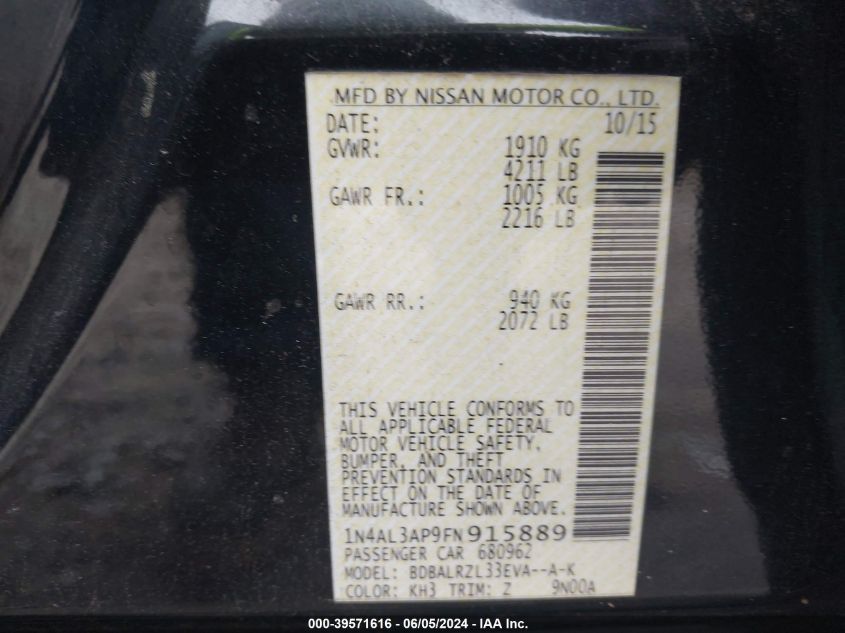 MFD BY NISSAN MOTOR CO., LTD.
DATE: 10/15
GVWR: 1910 KG
4211 LB
GAWR FR.: 1005 KG
2216 LB
GAWR RR.: 940 KG
2072 LB
THIS VEHICLE CONFORMS TO
ALL APPLICABLE FEDERAL
MOTOR VEHICLE SAFETY,
BUMPER, AND THEFT
PREVENTION STANDARDS IN
EFFECT ON THE DATE OF
MANUFACTURE SHOWN ABOVE.
1N4AL3AP9FN915889
PASSENGER CAR 680962
MODEL: BDBALRZL33EVA--A-K
COLOR: KH3 TRIM: Z 9N00A
000-39571616 - 06/05/2024 - IAA Inc.